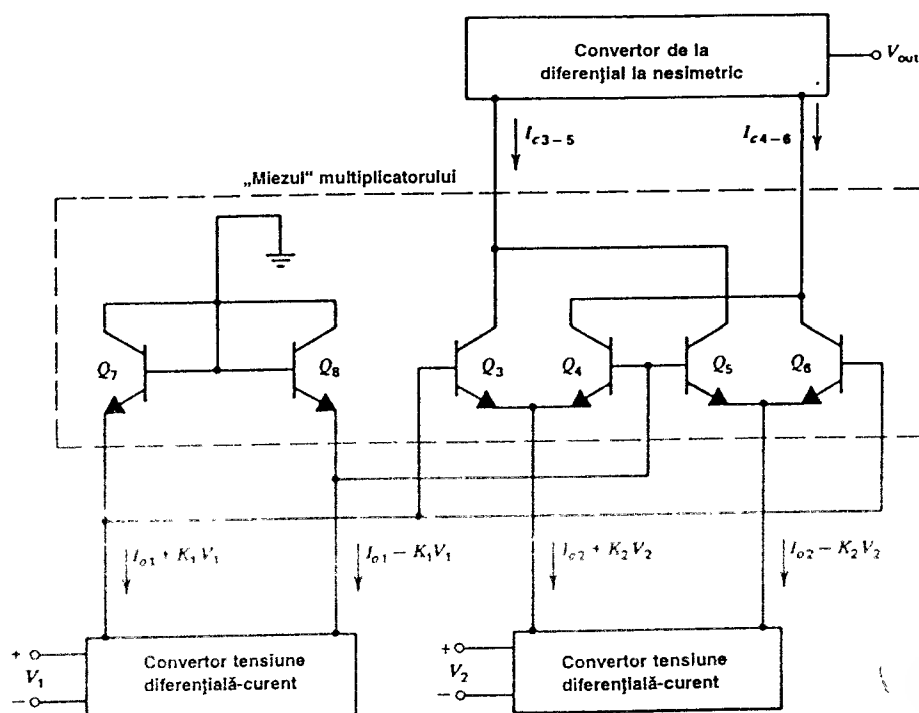 Convertor de la
diferențial la nesimetric
V_out
I_c3–5
I_c4–6
„Miezul“ multiplicatorului
Q_7
Q_8
Q_3
Q_4
Q_5
Q_6
I_o1 + K_1V_1
I_o1 – K_1V_1
I_o2 + K_2V_2
I_o2 – K_2V_2
+
V_1
–
Convertor tensiune
diferențială-curent
+
V_2
–
Convertor tensiune
diferențială-curent